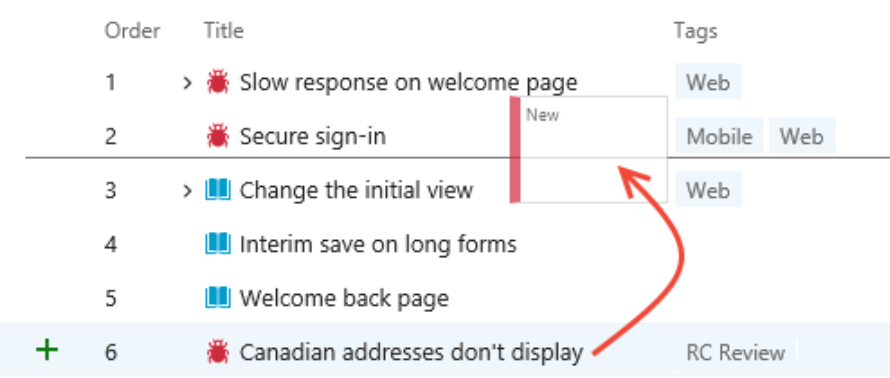 Order Title Tags
1 Slow response on welcome page Web
New
2 Secure sign-in Mobile Web
3 Change the initial view Web
4 Interim save on long forms
5 Welcome back page
6 Canadian addresses don't display RC Review